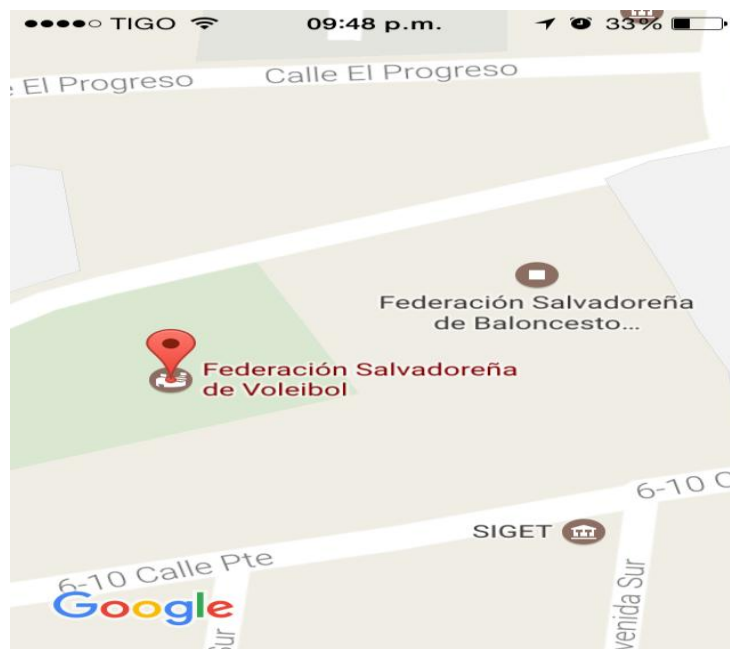 TIGO 09:48 p.m. 33%
El Progreso Calle El Progreso
Federación Salvadoreña
de Baloncesto...
Federación Salvadoreña
de Voleibol
6-10 C
SIGET
6-10 Calle Pte
Google
Sur
venida Sur